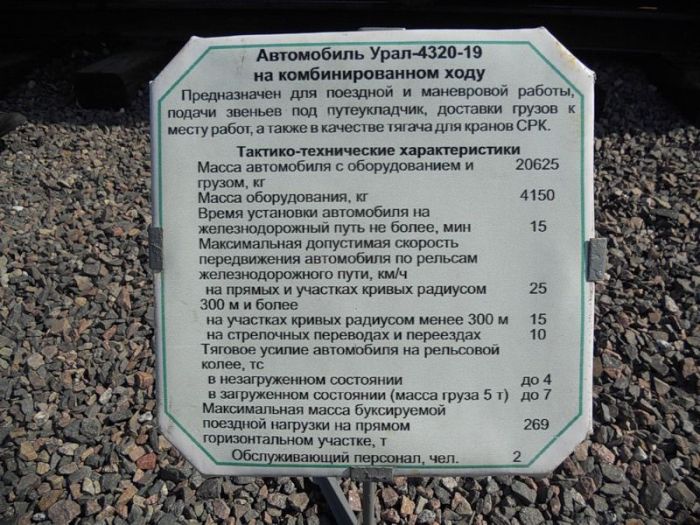 Автомобиль Урал-4320-19
на комбинированном ходу
Предназначен для поездной и маневровой работы,
подачи звеньев под путеукладчик, доставки грузов к
месту работ, а также в качестве тягача для кранов СРК.
Тактико-технические характеристики
Масса автомобиля с оборудованием и 20625
грузом, кг
Масса оборудования, кг 4150
Время установки автомобиля на
железнодорожный путь не более, мин 15
Максимальная допустимая скорость
передвижения автомобиля по рельсам
железнодорожного пути, км/ч
на прямых и участках кривых радиусом 25
300 м и более
на участках кривых радиусом менее 300 м 15
на стрелочных переводах и переездах 10
Тяговое усилие автомобиля на рельсовой
колее, тс
в незагруженном состоянии до 4
в загруженном состоянии (масса груза 5 т) до 7
Максимальная масса буксируемой
поездной нагрузки на прямом 269
горизонтальном участке, т
Обслуживающий персонал, чел. 2